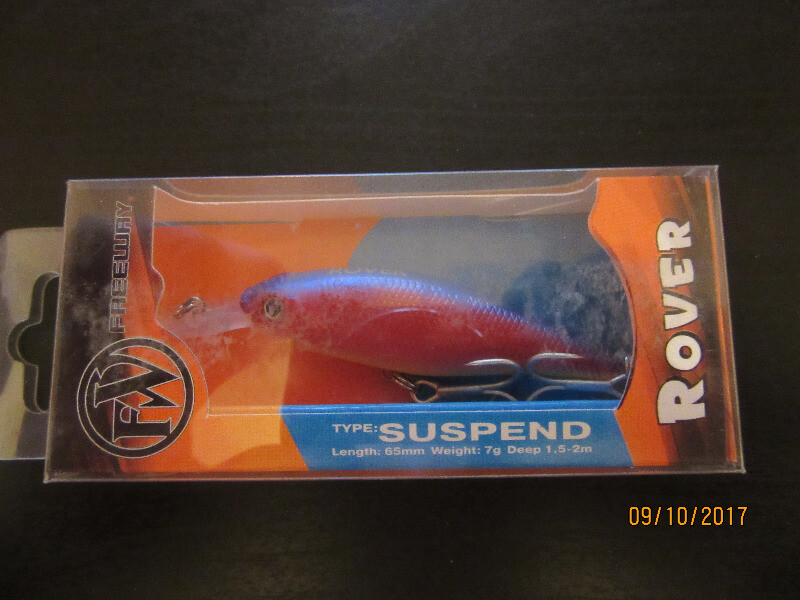 FREEWAY
FW
ROVER
TYPE: SUSPEND
Length: 65mm Weight: 7g Deep 1.5-2m
09/10/2017